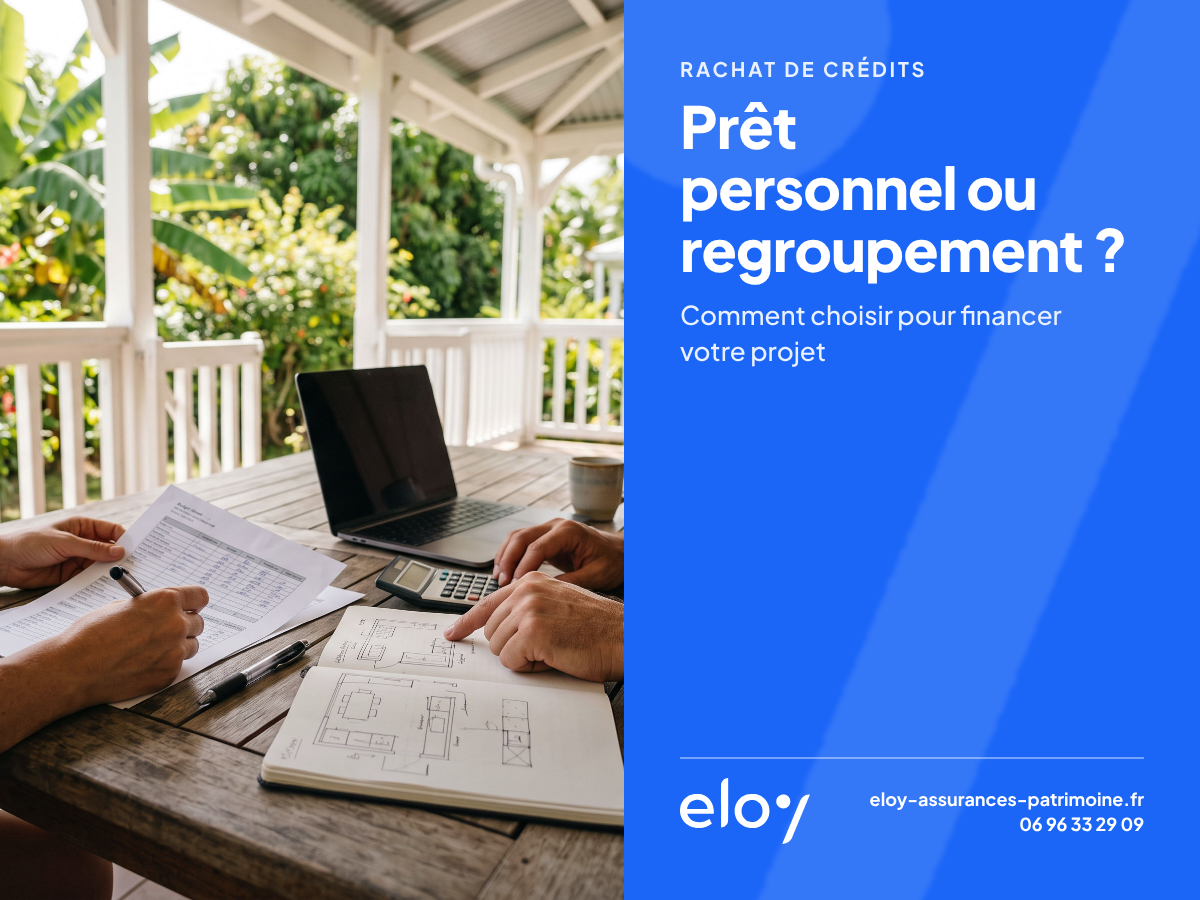 RACHAT DE CRÉDITS
Prêt
personnel ou
regroupement ?
Comment choisir pour financer
votre projet
eloy
eloy-assurances-patrimoine.fr
06 96 33 29 09